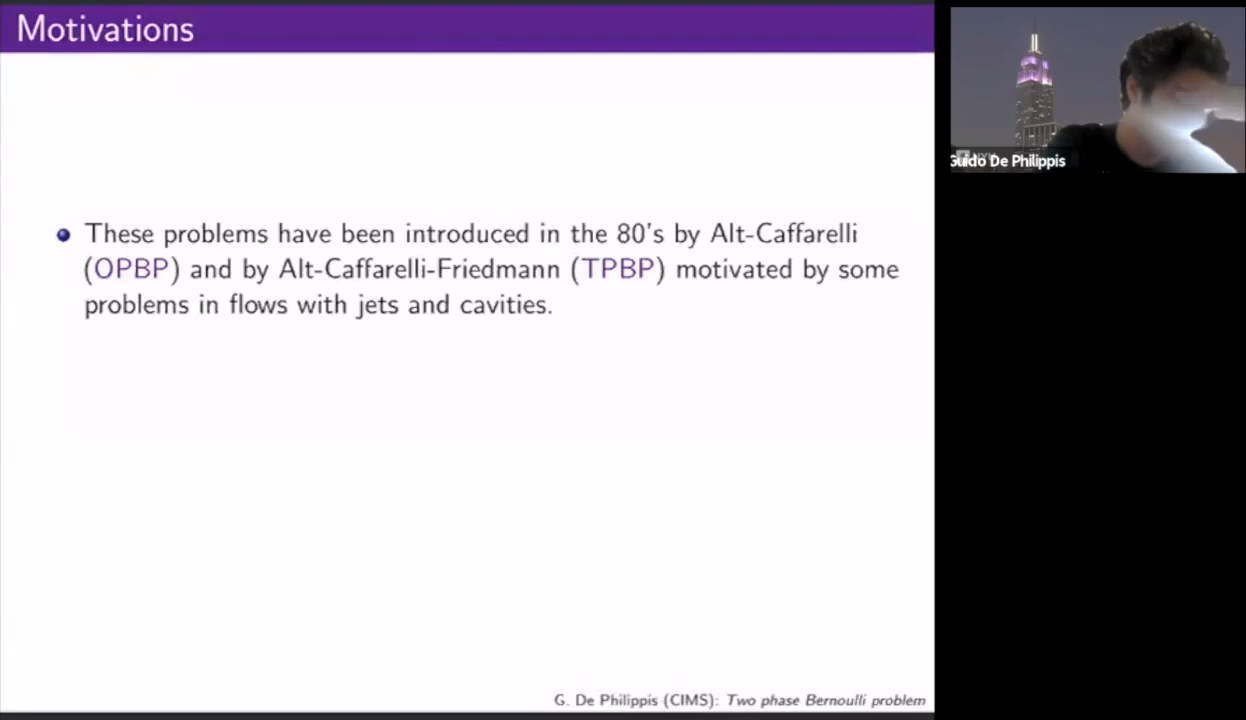 Motivations
These problems have been introduced in the 80's by Alt-Caffarelli
(OPBP) and by Alt-Caffarelli-Friedmann (TPBP) motivated by some
problems in flows with jets and cavities.
G. De Philippis (CIMS): Two phase Bernoulli problem
Guido De Philippis